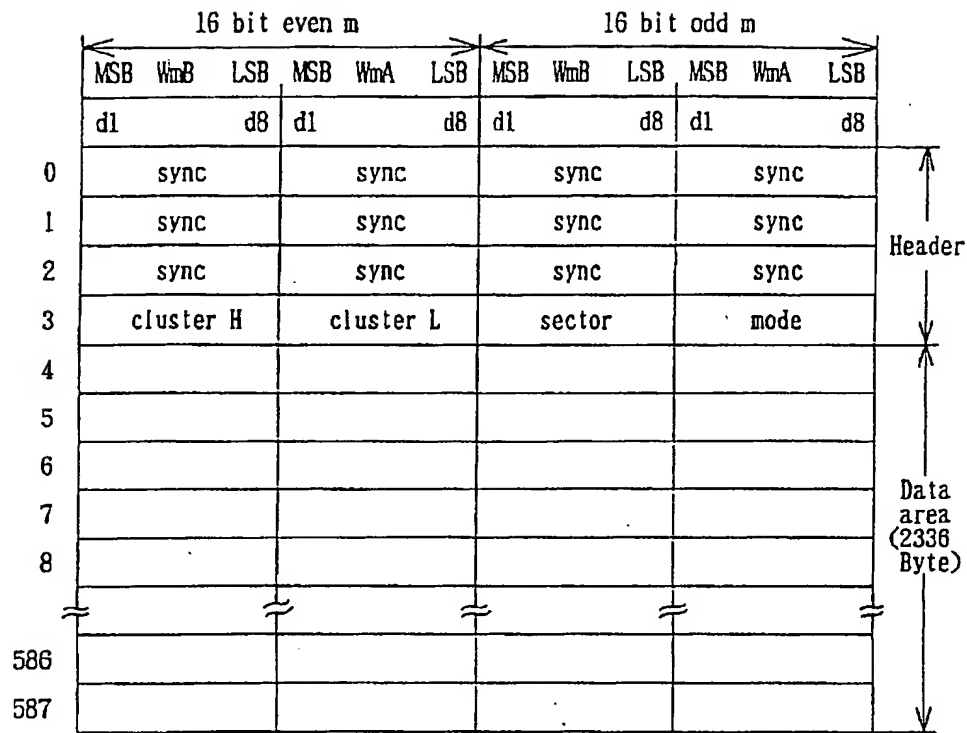 16 bit even m 16 bit odd m
MSB WmB LSB MSB WmA LSB MSB WmB LSB MSB WmA LSB
d1 d8 d1 d8 d1 d8 d1 d8
0 sync sync sync sync
1 sync sync sync sync
2 sync sync sync sync
Header
3 cluster H cluster L sector mode
4
5
6
7
8
Data
area
(2336
Byte)
586
587